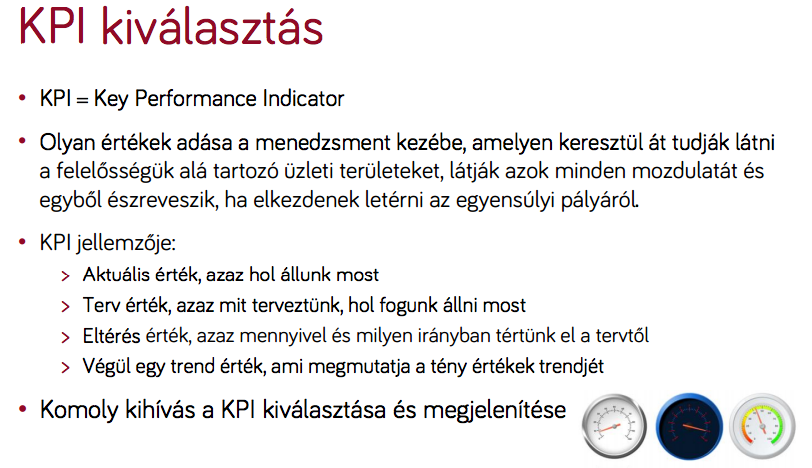 KPI kiválasztás
• KPI = Key Performance Indicator
• Olyan értékek adása a menedzsment kezébe, amelyen keresztül át tudják látni
a felelősségük alá tartozó üzleti területeket, látják azok minden mozdulatát és
egyből észreveszik, ha elkezdenek letérni az egyensúlyi pályáról.
• KPI jellemzője:
> Aktuális érték, azaz hol állunk most
> Terv érték, azaz mit terveztünk, hol fogunk állni most
> Eltérés érték, azaz mennyivel és milyen irányban tértünk el a tervtől
> Végül egy trend érték, ami megmutatja a tény értékek trendjét
• Komoly kihívás a KPI kiválasztása és megjelenítése